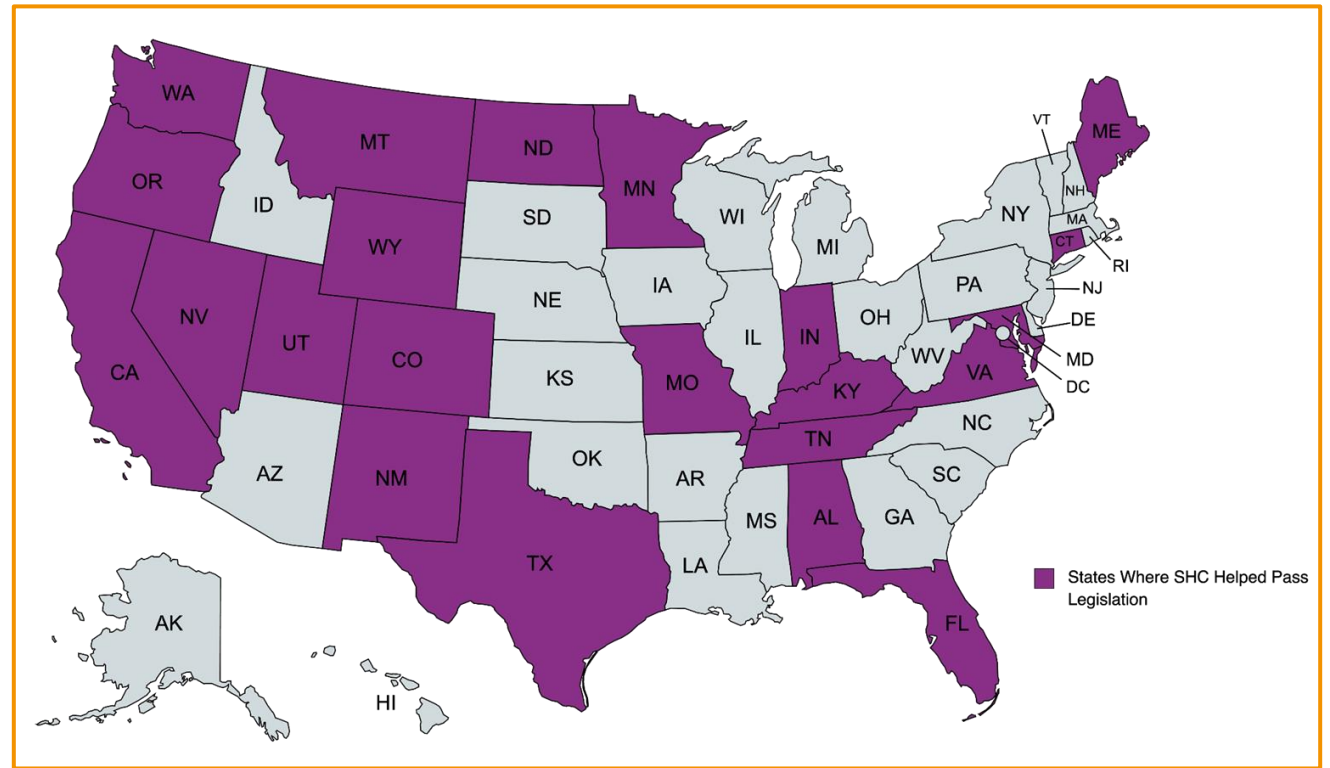 WA
MT
ND
MN
OR
ID
WY
SD
WI
MI
NY
VT
NH
ME
MA
CT
RI
NV
UT
CO
NE
IA
IL
IN
OH
PA
NJ
DE
MD
DC
CA
KS
MO
KY
WV
VA
AZ
NM
OK
AR
TN
NC
SC
TX
LA
MS
AL
GA
FL
AK
HI
States Where SHC Helped Pass
Legislation